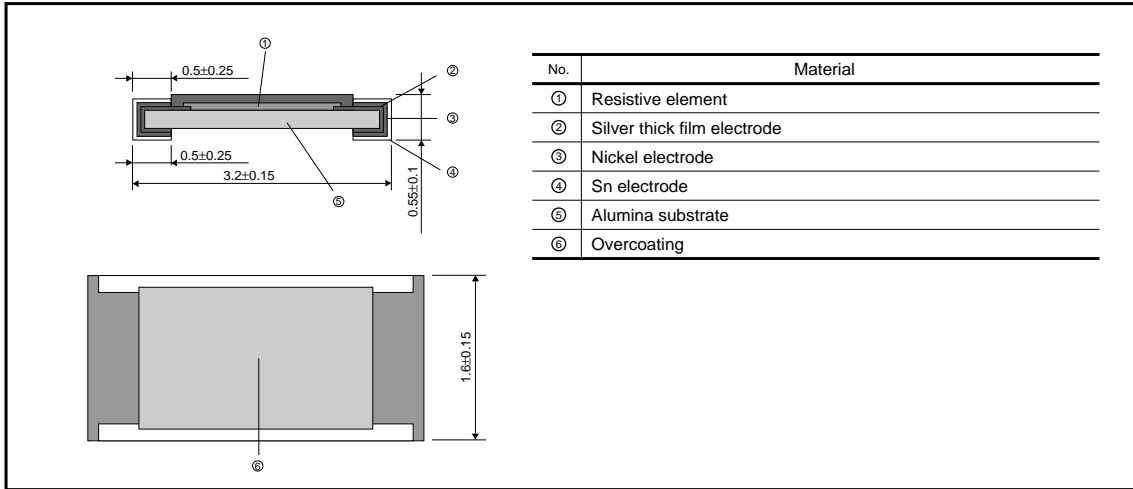 ①
0.5±0.25
②
③
0.5±0.25
④
3.2±0.15
⑤
0.55±0.1
1.6±0.15
⑥
No. Material
① Resistive element
② Silver thick film electrode
③ Nickel electrode
④ Sn electrode
⑤ Alumina substrate
⑥ Overcoating